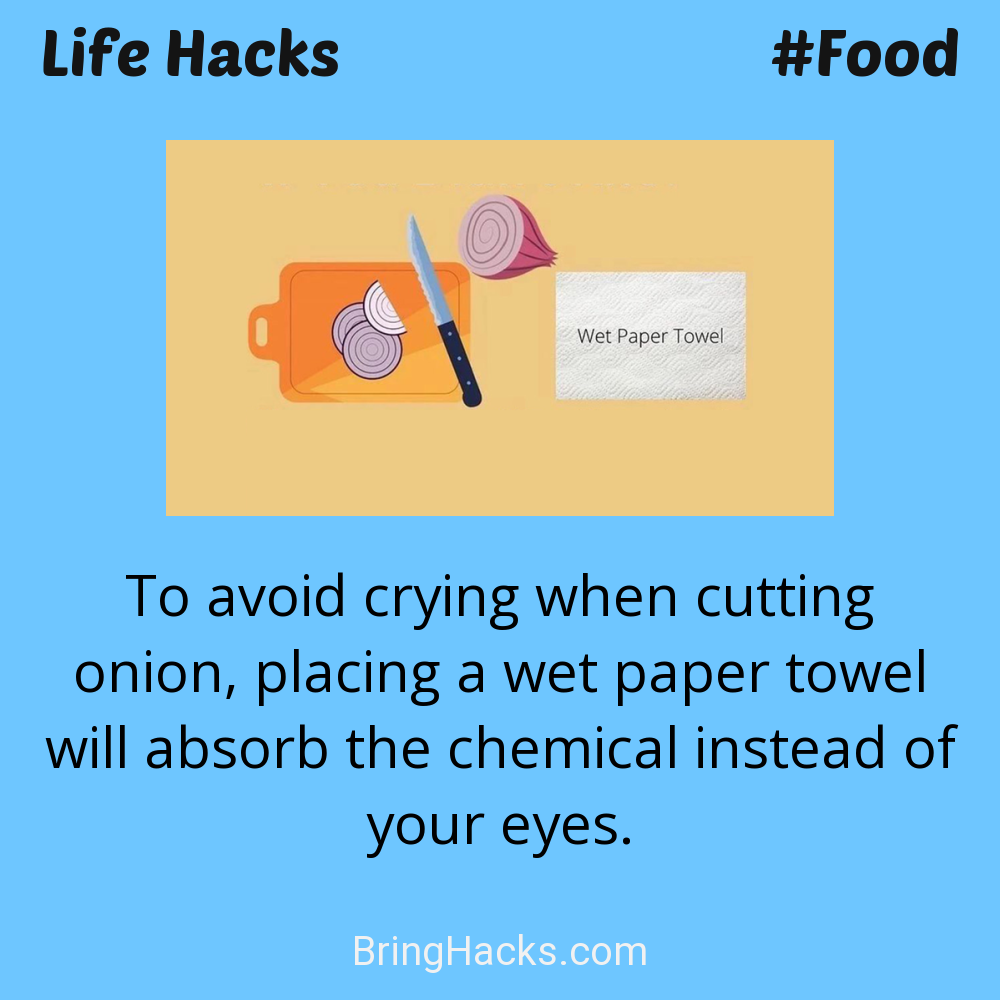 Life Hacks
#Food
Wet Paper Towel
To avoid crying when cutting
onion, placing a wet paper towel
will absorb the chemical instead of
your eyes.
BringHacks.com